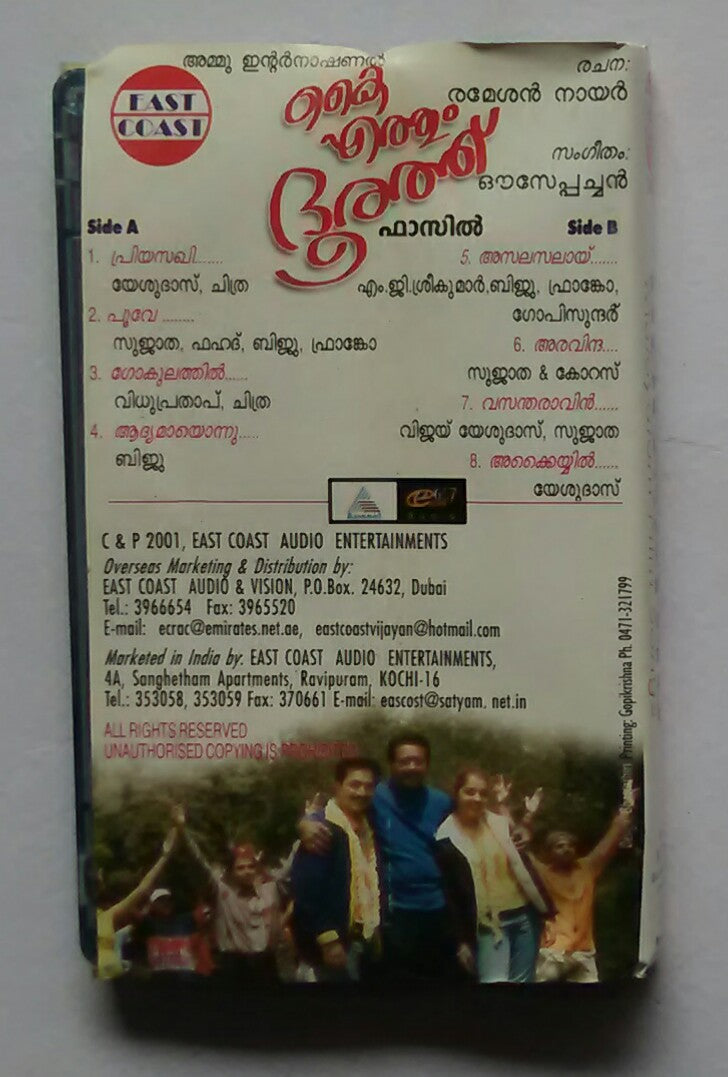 അമ്മു ഇന്റർനാഷണൽ
EAST
COAST
കൈ
എത്തും
ദൂരത്ത്
രചന:
രമേശൻ നായർ
സംഗീതം:
ഔസേപ്പച്ചൻ
ഫാസിൽ
Side A
1. പ്രിയസഖി......
യേശുദാസ്, ചിത്ര
2. പൂവേ ........
സുജാത, ഫഹദ്, ബിജു, ഫ്രാങ്കോ
3. ഗോകുലത്തിൽ......
വിധുപ്രതാപ്, ചിത്ര
4. ആദ്യമായൊന്നു.....
ബിജു
Side B
5. അസലസലായ്......
എം.ജി.ശ്രീകുമാർ,ബിജു, ഫ്രാങ്കോ,
ഗോപിസുന്ദർ
6. അരവിന്ദ....
സുജാത & കോറസ്
7. വസന്തരാവിൻ......
വിജയ് യേശുദാസ്, സുജാത
8. അക്കൈയ്യിൽ......
യേശുദാസ്
C & P 2001, EAST COAST AUDIO ENTERTAINMENTS
Overseas Marketing & Distribution by:
EAST COAST AUDIO & VISION, P.O.Box. 24632, Dubai
Tel.: 3966654 Fax: 3965520
E-mail: ecrac@emirates.net.ae, eastcoastvijayan@hotmail.com
Marketed in India by: EAST COAST AUDIO ENTERTAINMENTS,
4A, Sanghetham Apartments, Ravipuram, KOCHI-16
Tel.: 353058, 353059 Fax: 370661 E-mail: eascost@satyam. net.in
ALL RIGHTS RESERVED
UNAUTHORISED COPYING IS PROHIBITED
Printing: Gopikrishna Ph. 0471-321799